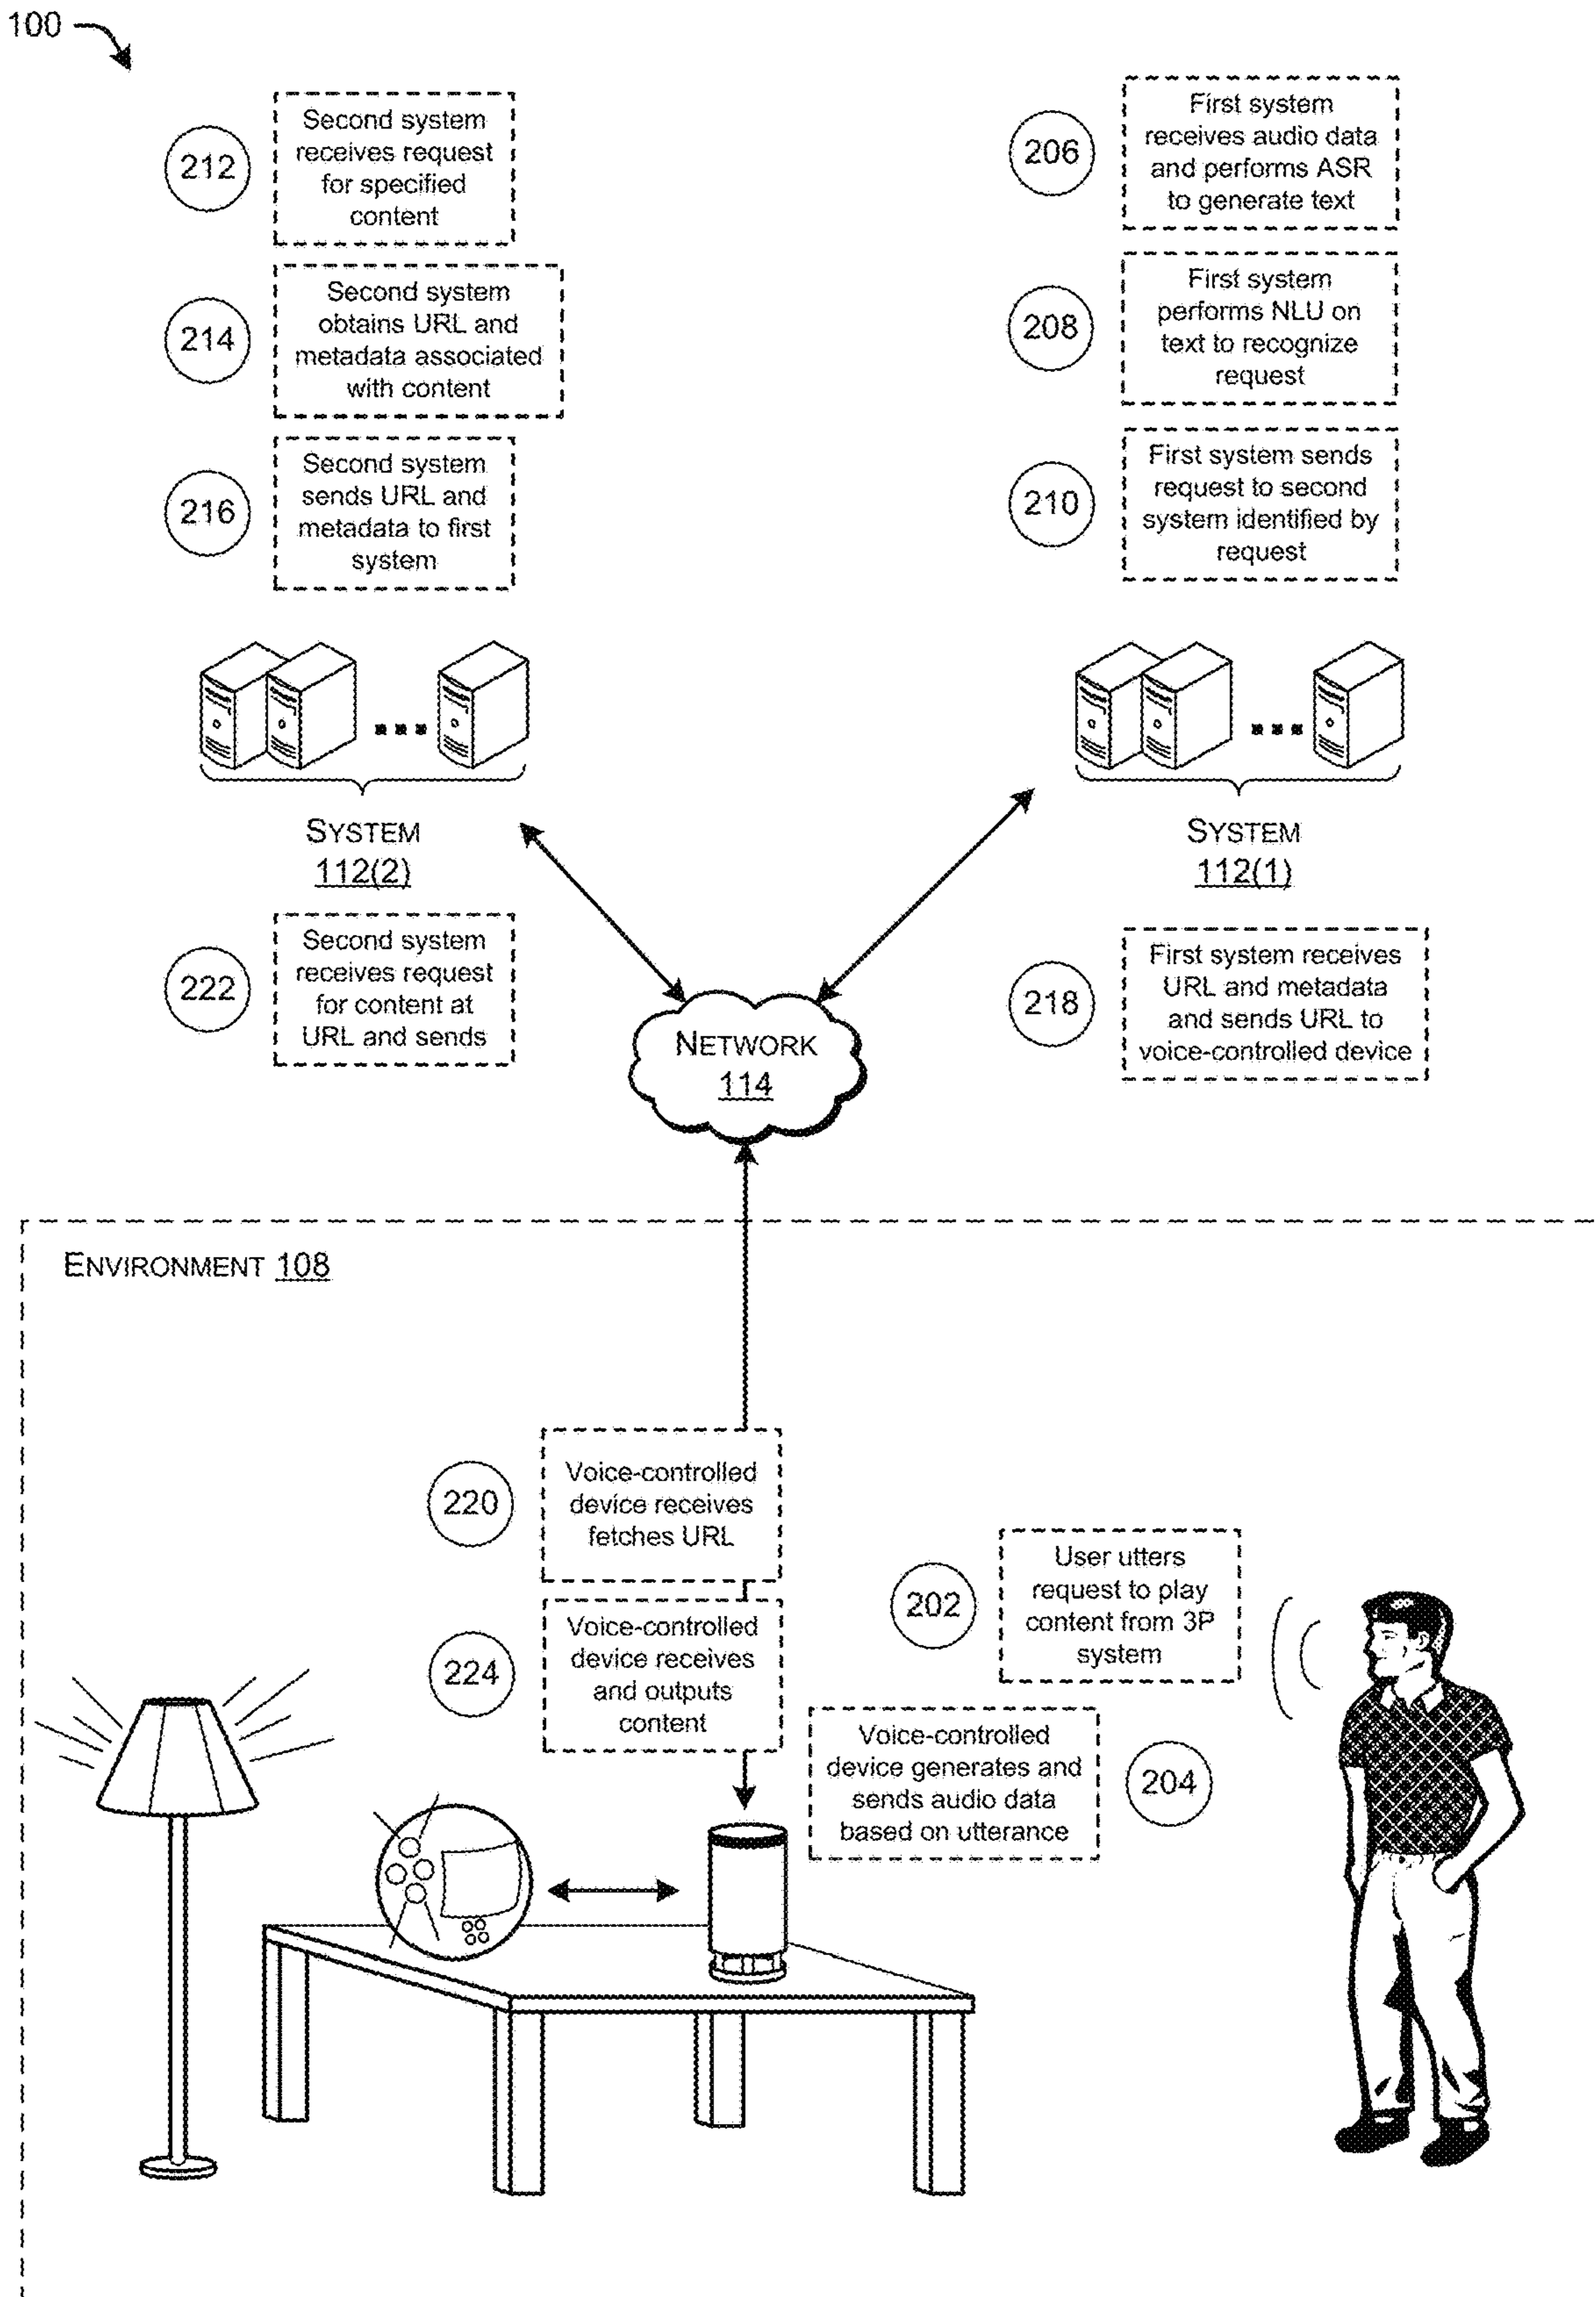 100
212
Second system
receives request
for specified
content
214
Second system
obtains URL and
metadata associated
with content
216
Second system
sends URL and
metadata to first
system
206
First system
receives audio data
and performs ASR
to generate text
208
First system
performs NLU on
text to recognize
request
210
First system sends
request to second
system identified by
request
SYSTEM
112(2)
SYSTEM
112(1)
222
Second system
receives request
for content at
URL and sends
218
First system receives
URL and metadata
and sends URL to
voice-controlled device
NETWORK
114
ENVIRONMENT 108
220
Voice-controlled
device receives
fetches URL
224
Voice-controlled
device receives
and outputs
content
202
User utters
request to play
content from 3P
system
Voice-controlled
device generates and
sends audio data
based on utterance
204